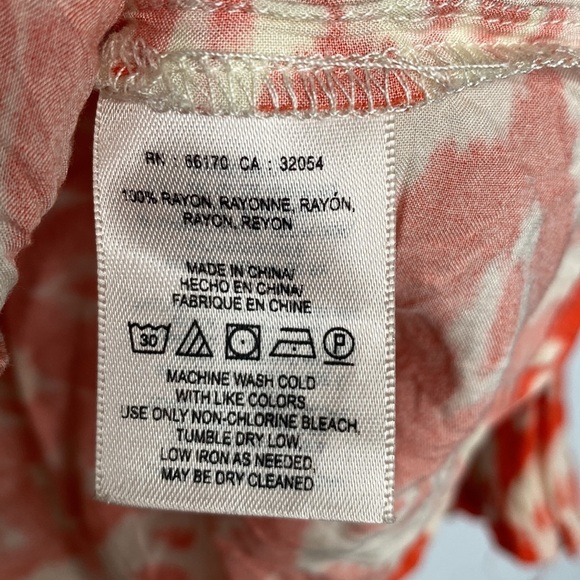 RN : 66170 CA : 32054
100% RAYON, RAYONNE, RAYÓN,
RAYON, REYON
MADE IN CHINA/
HECHO EN CHINA/
FABRIQUE EN CHINE
30 P
MACHINE WASH COLD
WITH LIKE COLORS
USE ONLY NON-CHLORINE BLEACH,
TUMBLE DRY LOW,
LOW IRON AS NEEDED,
MAY BE DRY CLEANED